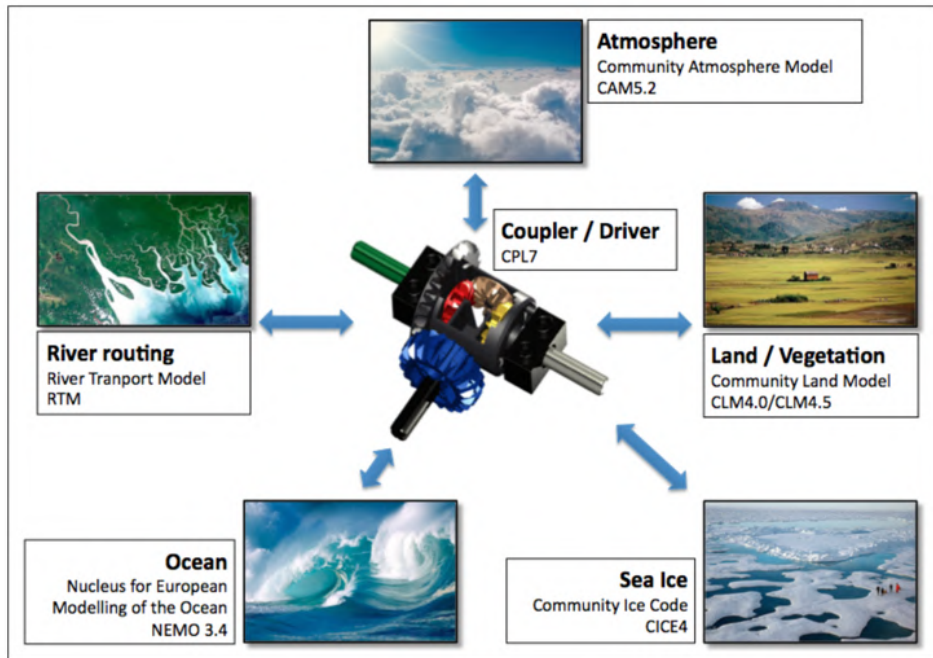 Atmosphere
Community Atmosphere Model
CAM5.2
Coupler / Driver
CPL7
River routing
River Tranport Model
RTM
Land / Vegetation
Community Land Model
CLM4.0/CLM4.5
Ocean
Nucleus for European
Modelling of the Ocean
NEMO 3.4
Sea Ice
Community Ice Code
CICE4